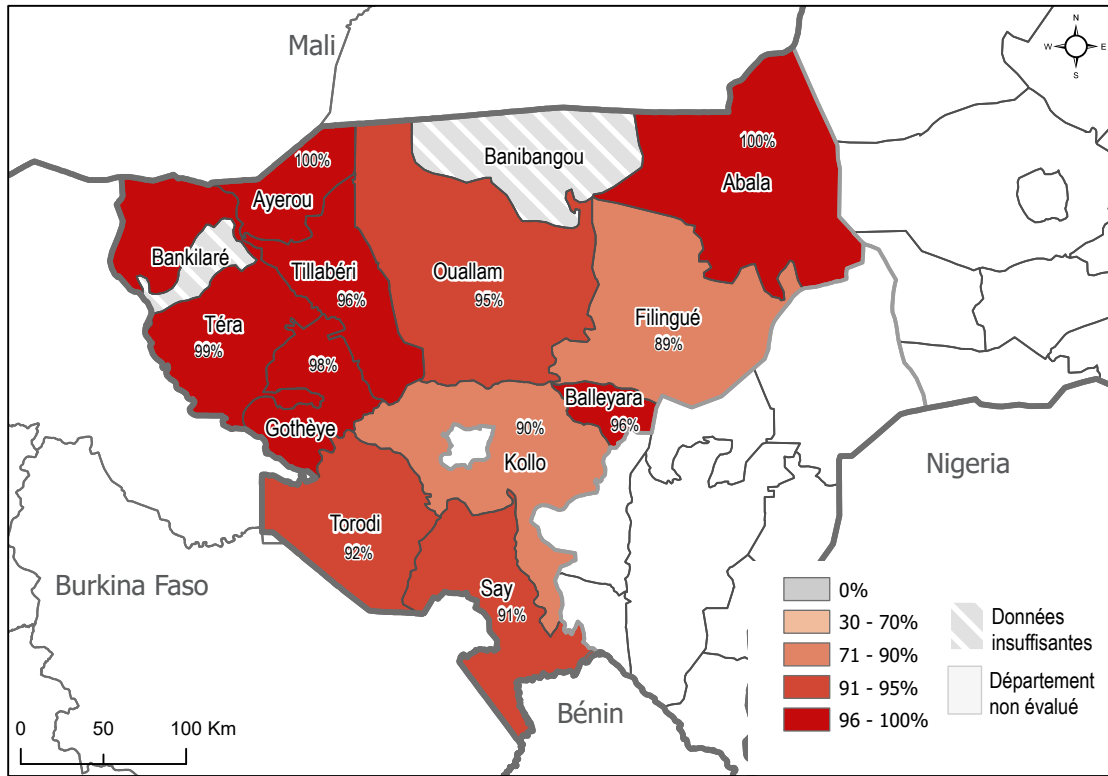 Mali
N
W
E
S
100%
Banibangou
100%
Ayerou
Abala
Bankilaré
Tillabéri
Ouallam
96%
95%
Téra
Filingué
99%
98%
89%
Balleyara
Gothèye
90%
96%
Kollo
Nigeria
Torodi
92%
Burkina Faso
Say
91%
0%
30 - 70%
71 - 90%
91 - 95%
96 - 100%
Données
insuffisantes
Département
non évalué
Bénin
0
50
100 Km